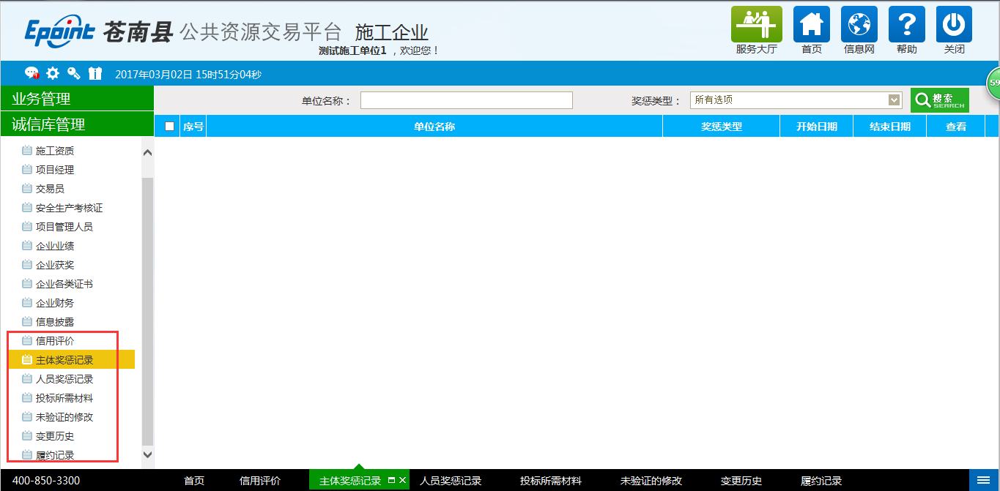 Epoint 苍南县 公共资源交易平台 施工企业
测试施工单位1 ，欢迎您！
服务大厅 首页 信息网 帮助 关闭
2017年03月02日 15时51分04秒
59
业务管理
诚信库管理
单位名称： 奖惩类型： 所有选项 搜索 SEARCH
序号 单位名称 奖惩类型 开始日期 结束日期 查看
施工资质
项目经理
交易员
安全生产考核证
项目管理人员
企业业绩
企业获奖
企业各类证书
企业财务
信息披露
信用评价
主体奖惩记录
人员奖惩记录
投标所需材料
未验证的修改
变更历史
履约记录
400-850-3300 首页 信用评价 主体奖惩记录 人员奖惩记录 投标所需材料 未验证的修改 变更历史 履约记录